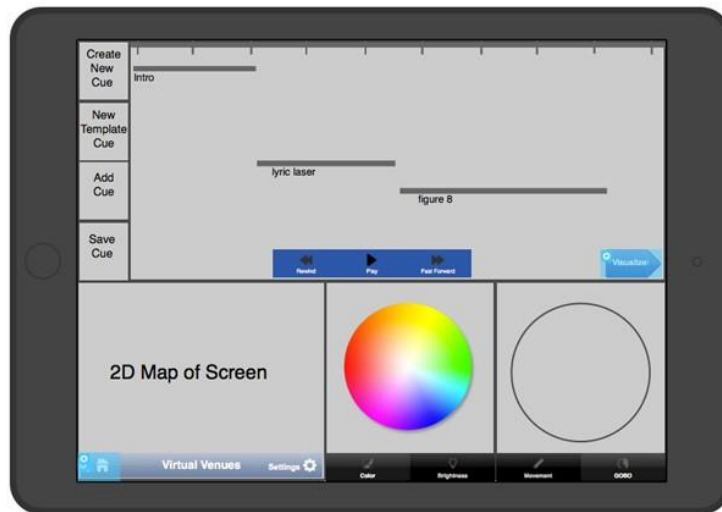 Create
New
Cue
Intro
New
Template
Cue
lyric laser
Add
Cue
figure 8
Save
Cue
Rewind
Play
Fast Forward
Visualizer
2D Map of Screen
Virtual Venues
Settings
Color
Brightness
Movement
GOBO